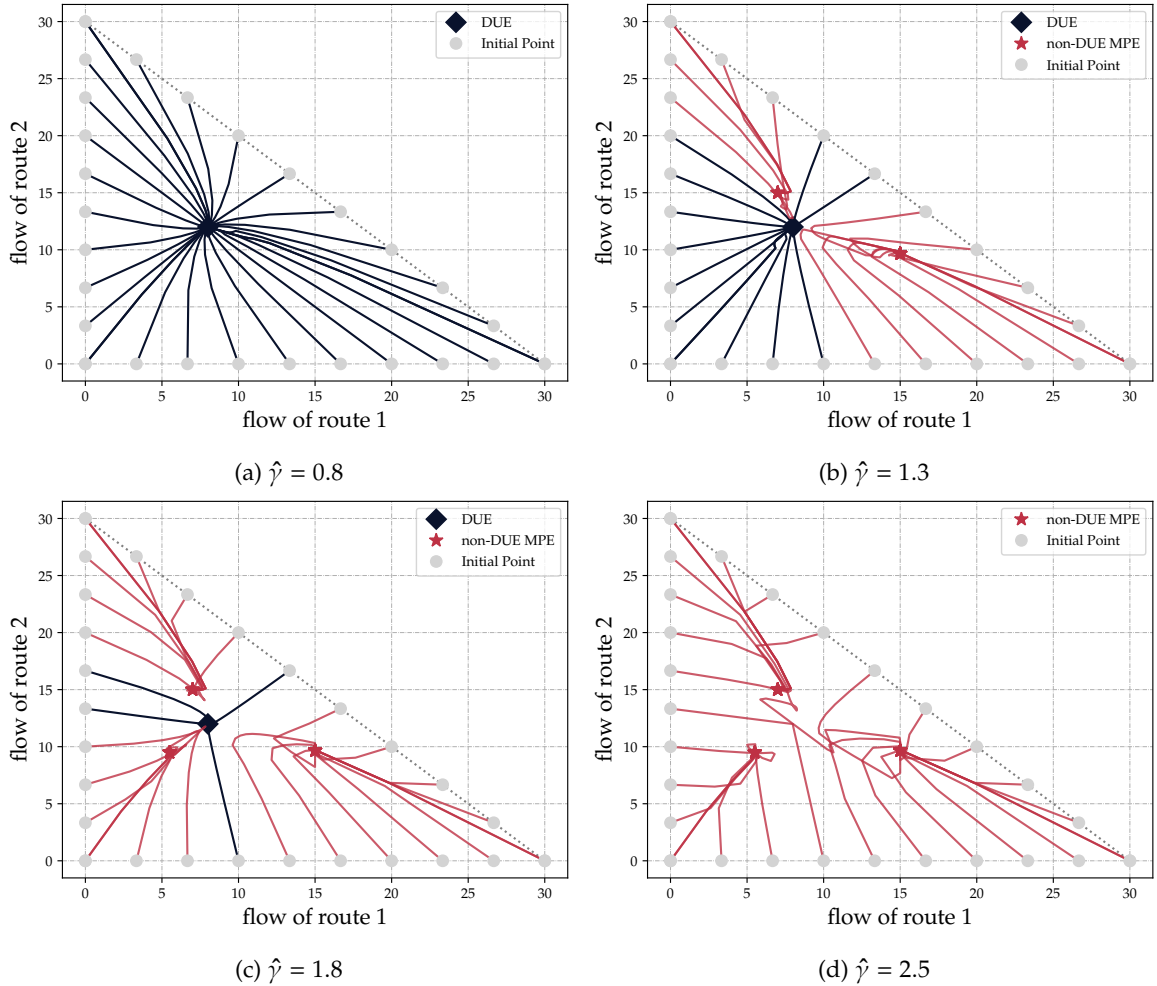 DUE
Initial Point
30
25
20
15
10
5
0
flow of route 2
0 5 10 15 20 25 30
flow of route 1
(a) γ̂ = 0.8
DUE
non-DUE MPE
Initial Point
30
25
20
15
10
5
0
flow of route 2
0 5 10 15 20 25 30
flow of route 1
(b) γ̂ = 1.3
DUE
non-DUE MPE
Initial Point
30
25
20
15
10
5
0
flow of route 2
0 5 10 15 20 25 30
flow of route 1
(c) γ̂ = 1.8
non-DUE MPE
Initial Point
30
25
20
15
10
5
0
flow of route 2
0 5 10 15 20 25 30
flow of route 1
(d) γ̂ = 2.5